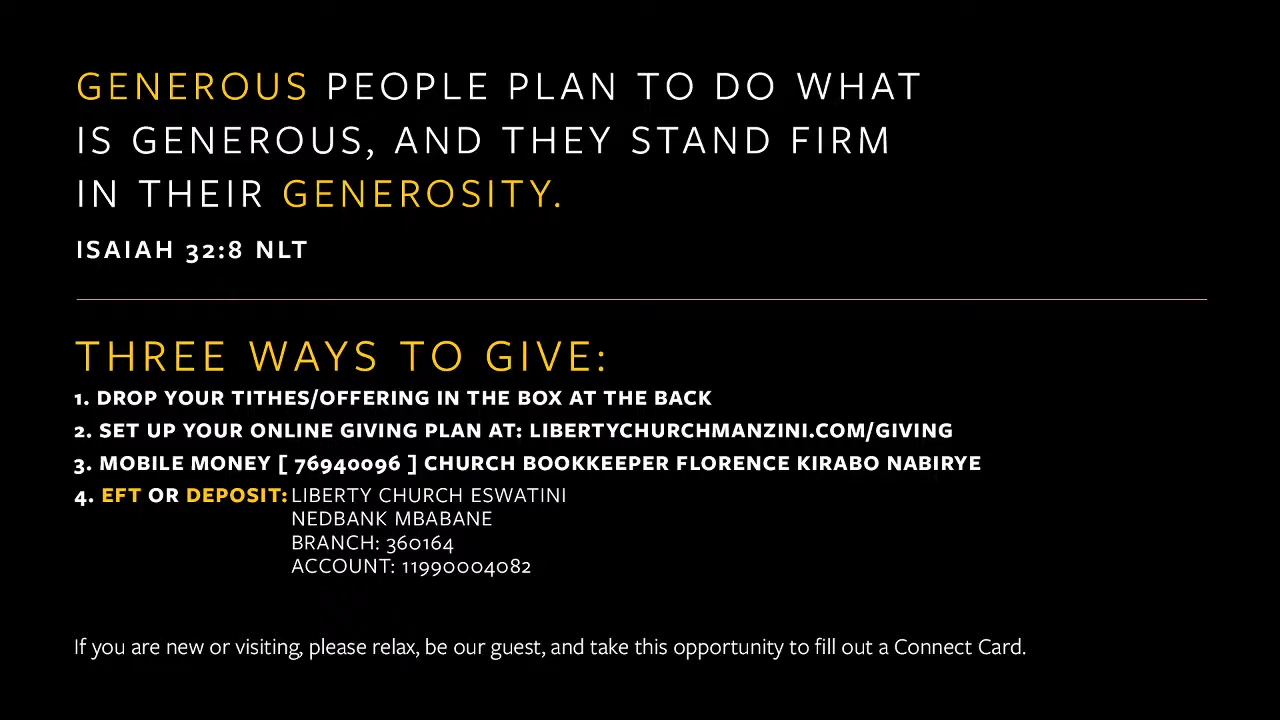 GENEROUS PEOPLE PLAN TO DO WHAT
IS GENEROUS, AND THEY STAND FIRM
IN THEIR GENEROSITY.
ISAIAH 32:8 NLT
THREE WAYS TO GIVE:
1. DROP YOUR TITHES/OFFERING IN THE BOX AT THE BACK
2. SET UP YOUR ONLINE GIVING PLAN AT: LIBERTYCHURCHMANZINI.COM/GIVING
3. MOBILE MONEY [ 76940096 ] CHURCH BOOKKEEPER FLORENCE KIRABO NABIRYE
4. EFT OR DEPOSIT: LIBERTY CHURCH ESWATINI
NEDBANK MBABANE
BRANCH: 360164
ACCOUNT: 11990004082
If you are new or visiting, please relax, be our guest, and take this opportunity to fill out a Connect Card.